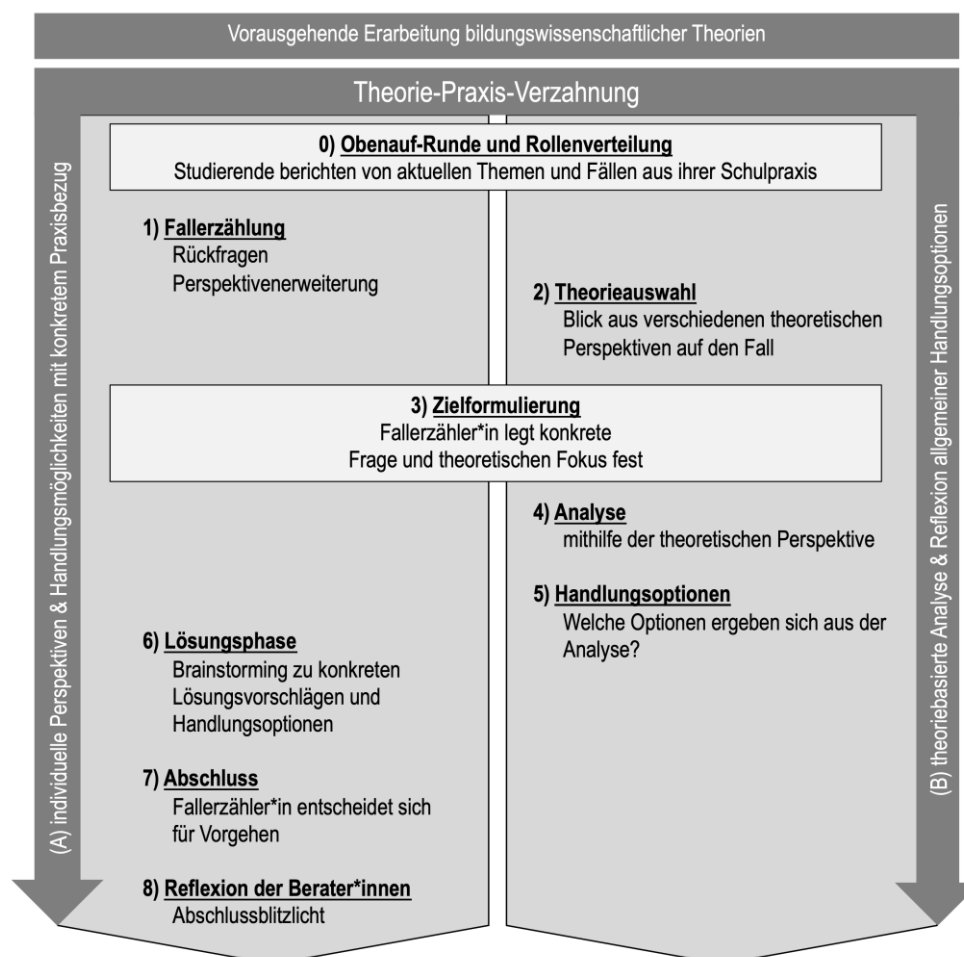 Vorausgehende Erarbeitung bildungswissenschaftlicher Theorien
Theorie-Praxis-Verzahnung
(A) individuelle Perspektiven & Handlungsmöglichkeiten mit konkretem Praxisbezug
0) Obenauf-Runde und Rollenverteilung
Studierende berichten von aktuellen Themen und Fällen aus ihrer Schulpraxis
1) Fallerzählung
Rückfragen
Perspektivenerweiterung
2) Theorieauswahl
Blick aus verschiedenen theoretischen
Perspektiven auf den Fall
3) Zielformulierung
Fallerzähler*in legt konkrete
Frage und theoretischen Fokus fest
4) Analyse
mithilfe der theoretischen Perspektive
5) Handlungsoptionen
Welche Optionen ergeben sich aus der
Analyse?
6) Lösungsphase
Brainstorming zu konkreten
Lösungsvorschlägen und
Handlungsoptionen
7) Abschluss
Fallerzähler*in entscheidet sich
für Vorgehen
8) Reflexion der Berater*innen
Abschlussblitzlicht
(B) theoriebasierte Analyse & Reflexion allgemeiner Handlungsoptionen